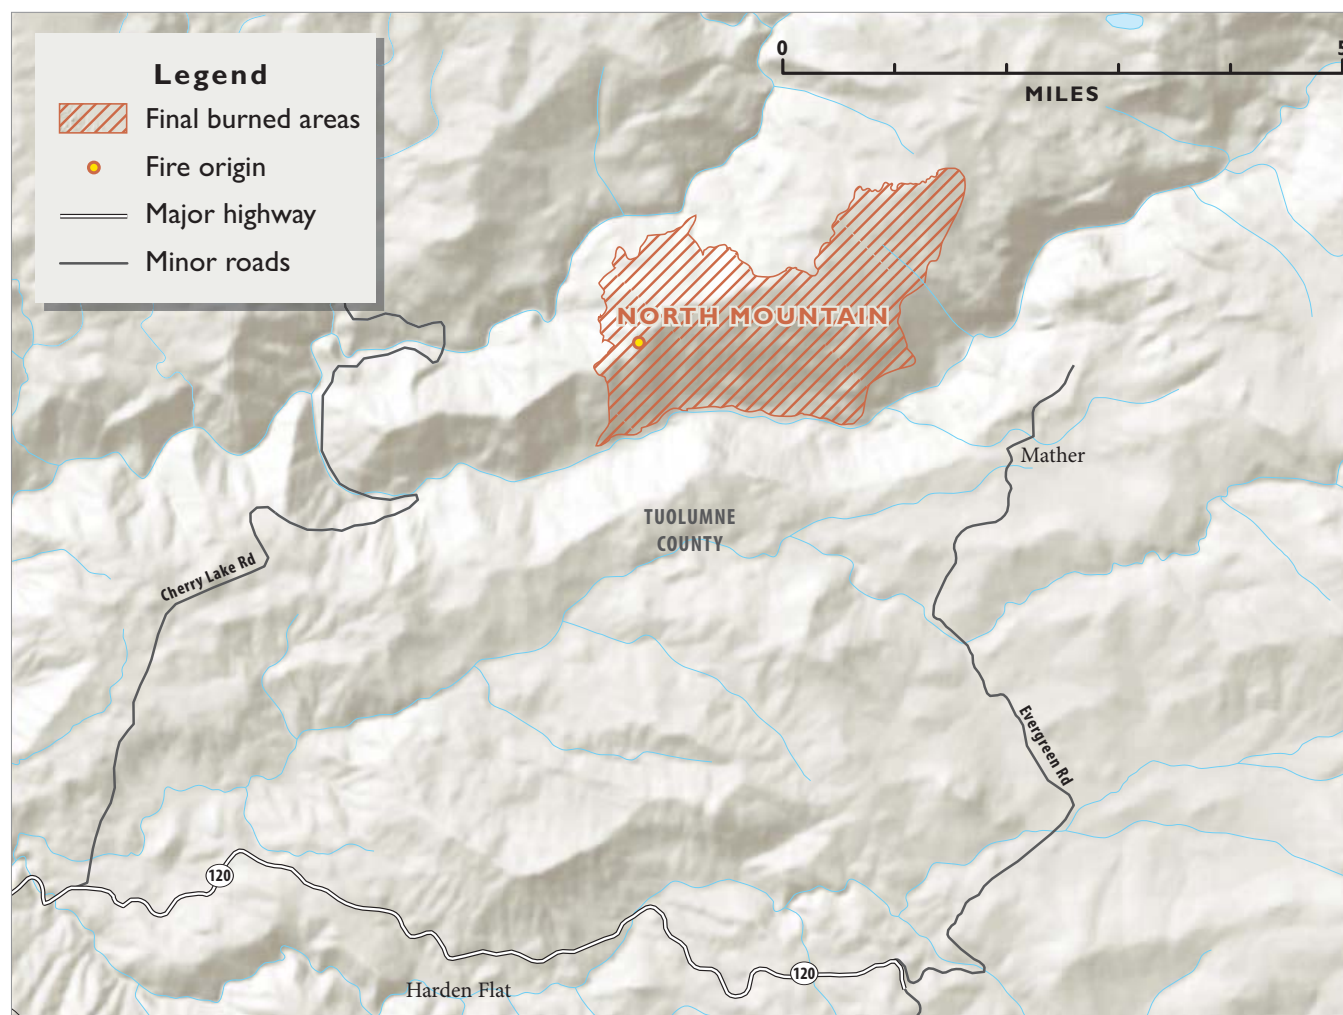 Legend
Final burned areas
Fire origin
Major highway
Minor roads
0
5
MILES
NORTH MOUNTAIN
Mather
TUOLUMNE
COUNTY
Cherry Lake Rd
Evergreen Rd
120
120
Harden Flat